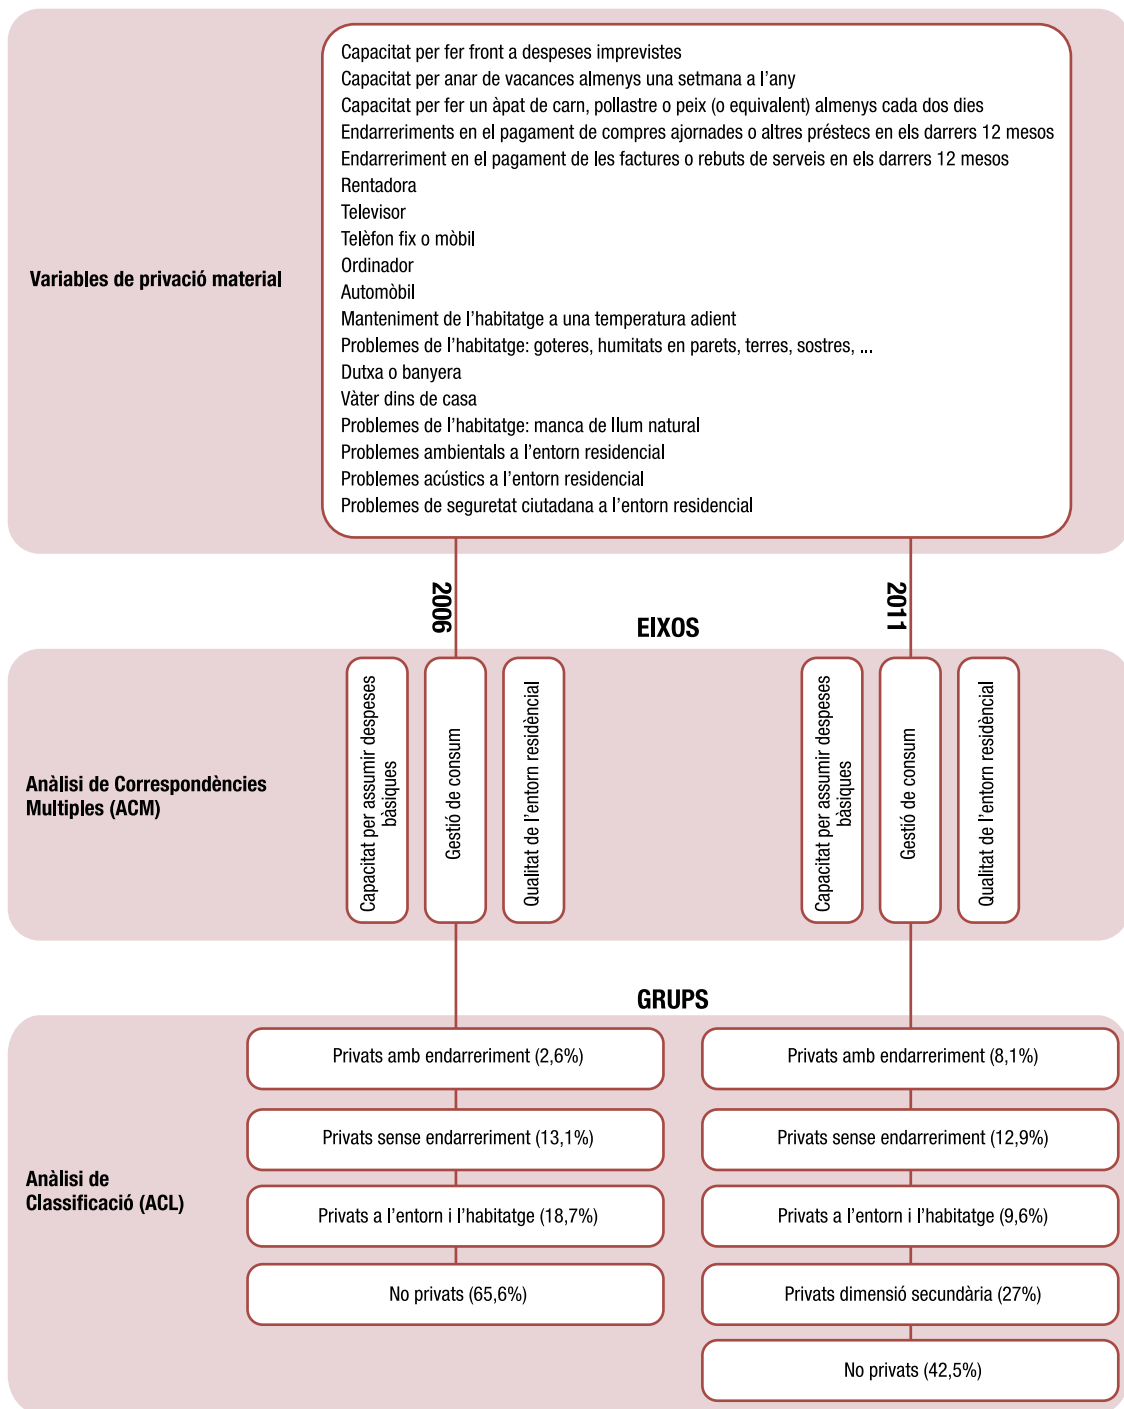 Variables de privació material
Capacitat per fer front a despeses imprevistes
Capacitat per anar de vacances almenys una setmana a l’any
Capacitat per fer un àpat de carn, pollastre o peix (o equivalent) almenys cada dos dies
Endarreriments en el pagament de compres ajornades o altres préstecs en els darrers 12 mesos
Endarreriment en el pagament de les factures o rebuts de serveis en els darrers 12 mesos
Rentadora
Televisor
Telèfon fix o mòbil
Ordinador
Automòbil
Manteniment de l’habitatge a una temperatura adient
Problemes de l’habitatge: goteres, humitats en parets, terres, sostres, ...
Dutxa o banyera
Vàter dins de casa
Problemes de l’habitatge: manca de llum natural
Problemes ambientals a l’entorn residencial
Problemes acústics a l’entorn residencial
Problemes de seguretat ciutadana a l’entorn residencial
2006
EIXOS
2011
Anàlisi de Correspondències
Multiples (ACM)
Capacitat per assumir despeses
bàsiques
Gestió de consum
Qualitat de l’entorn residèncial
Capacitat per assumir despeses
bàsiques
Gestió de consum
Qualitat de l’entorn residèncial
GRUPS
Anàlisi de
Classificació (ACL)
Privats amb endarreriment (2,6%)
Privats sense endarreriment (13,1%)
Privats a l’entorn i l’habitatge (18,7%)
No privats (65,6%)
Privats amb endarreriment (8,1%)
Privats sense endarreriment (12,9%)
Privats a l’entorn i l’habitatge (9,6%)
Privats dimensió secundària (27%)
No privats (42,5%)